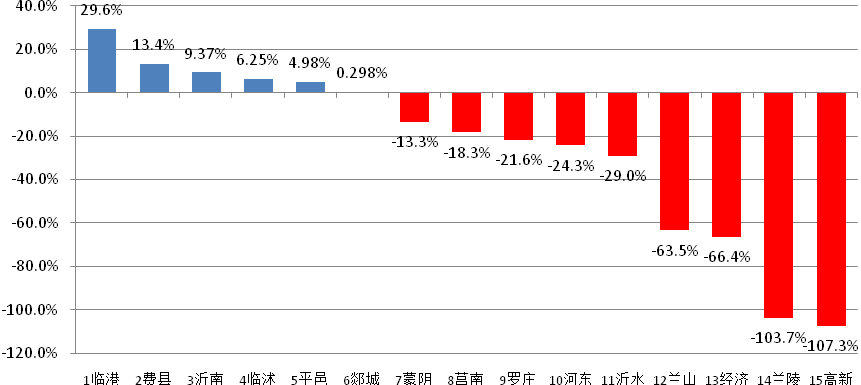 40.0%
20.0%
0.0%
-20.0%
-40.0%
-60.0%
-80.0%
-100.0%
-120.0%
29.6%
13.4%
9.37%
6.25%
4.98%
0.298%
-13.3%
-18.3%
-21.6%
-24.3%
-29.0%
-63.5%
-66.4%
-103.7%
-107.3%
1临港
2费县
3沂南
4临沭
5平邑
6郯城
7蒙阴
8莒南
9罗庄
10河东
11沂水
12兰山
13经济
14兰陵
15高新